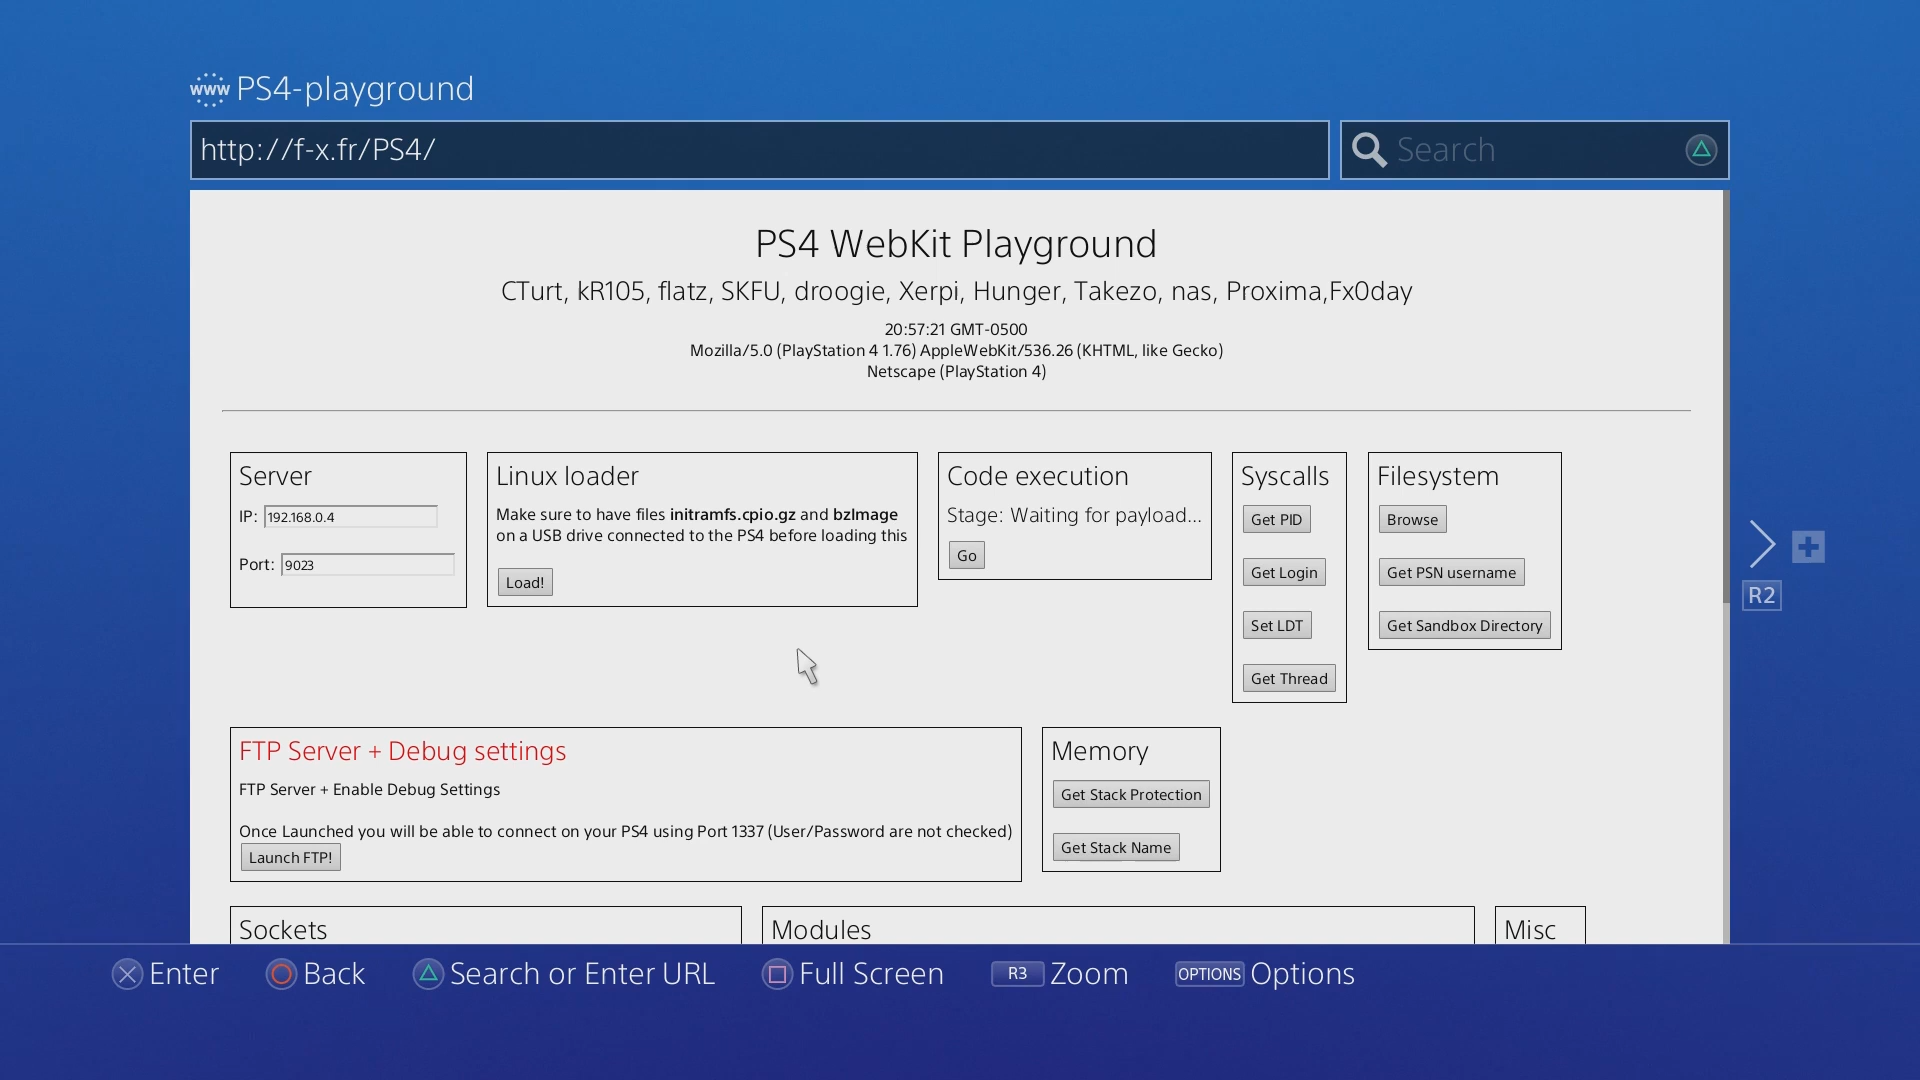 www PS4-playground
http://f-x.fr/PS4/
Search
PS4 WebKit Playground
CTurt, kR105, flatz, SKFU, droogie, Xerpi, Hunger, Takezo, nas, Proxima,Fx0day
20:57:21 GMT-0500
Mozilla/5.0 (PlayStation 4 1.76) AppleWebKit/536.26 (KHTML, like Gecko)
Netscape (PlayStation 4)
Server
IP: 192.168.0.4
Port: 9023
Linux loader
Make sure to have files initramfs.cpio.gz and bzImage
on a USB drive connected to the PS4 before loading this
Load!
Code execution
Stage: Waiting for payload...
Go
Syscalls
Get PID
Get Login
Set LDT
Get Thread
Filesystem
Browse
Get PSN username
Get Sandbox Directory
R2
FTP Server + Debug settings
FTP Server + Enable Debug Settings
Once Launched you will be able to connect on your PS4 using Port 1337 (User/Password are not checked)
Launch FTP!
Memory
Get Stack Protection
Get Stack Name
Sockets
Modules
Misc
Enter
Back
Search or Enter URL
Full Screen
R3 Zoom
OPTIONS Options